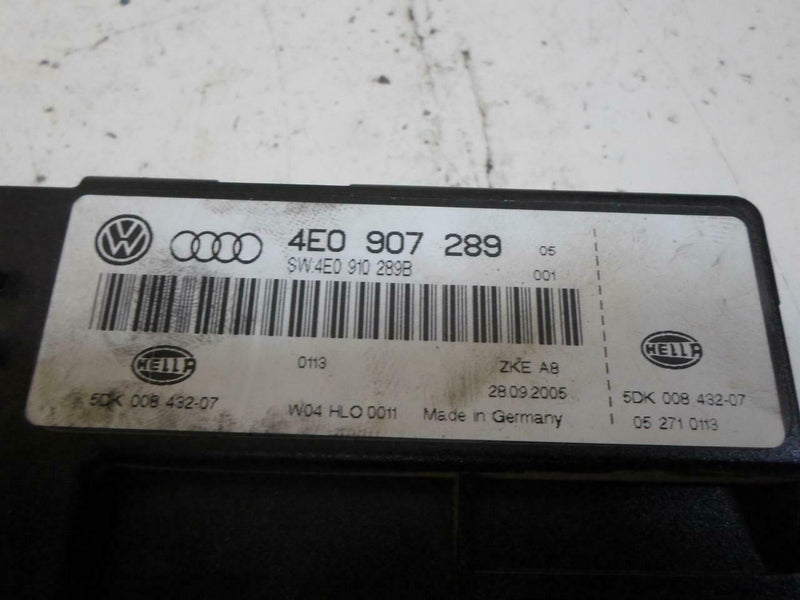 4E0 907 289 05
SW:4E0 910 289B 001
HELLA 0113 ZKE A8
28.09.2005
5DK 008 432-07 W04 HLO 0011 Made in Germany
HELLA
5DK 008 432-07
05 271 0113